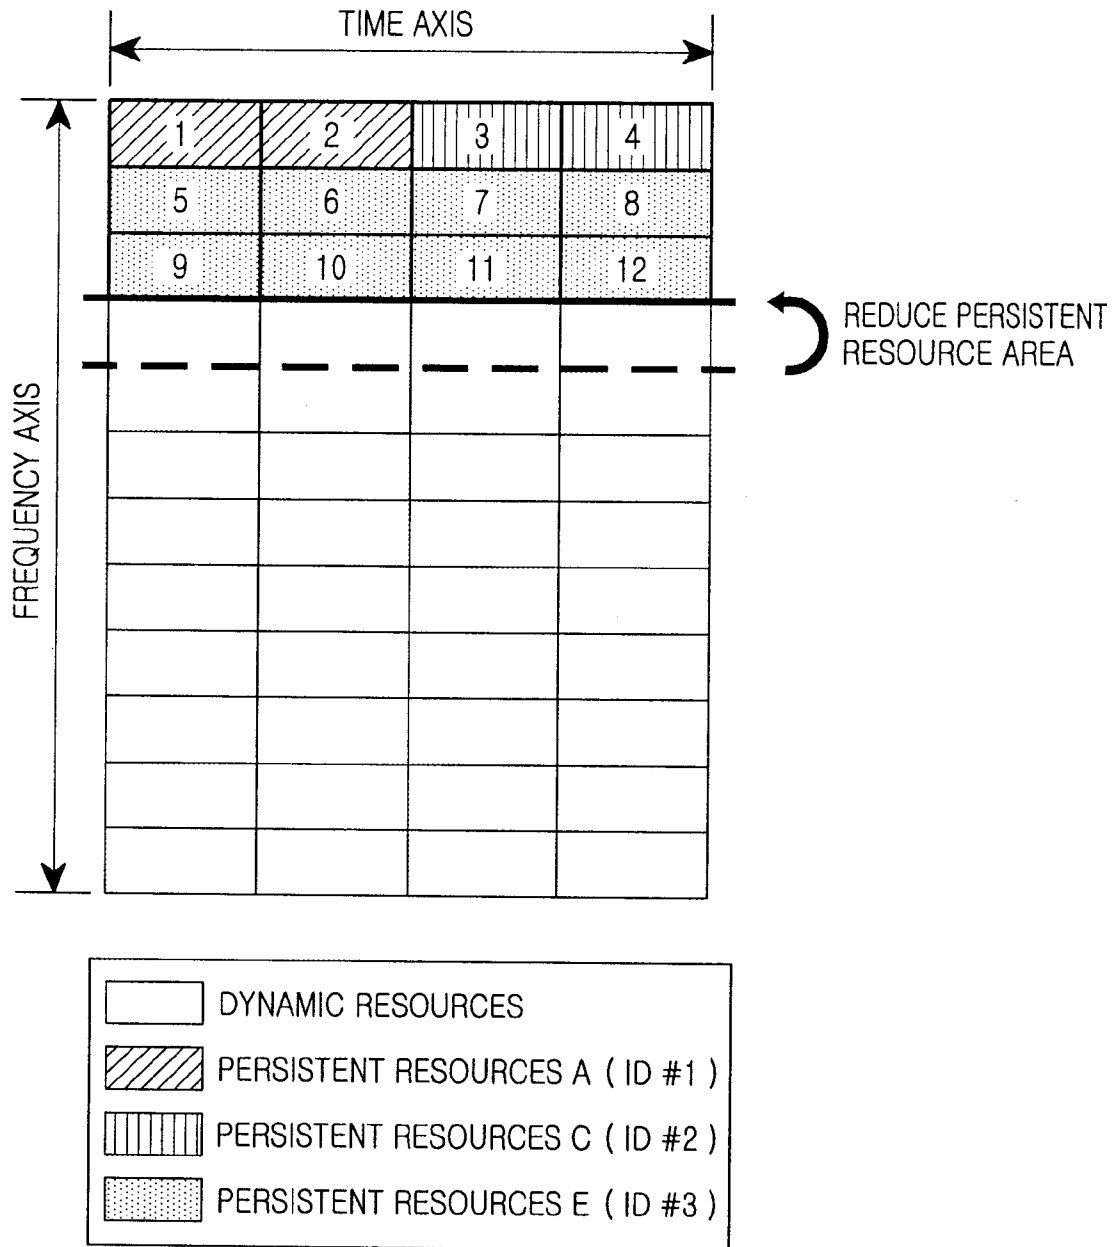 TIME AXIS
1 2 3 4
5 6 7 8
9 10 11 12
REDUCE PERSISTENT
RESOURCE AREA
FREQUENCY AXIS
DYNAMIC RESOURCES
PERSISTENT RESOURCES A ( ID #1 )
PERSISTENT RESOURCES C ( ID #2 )
PERSISTENT RESOURCES E ( ID #3 )